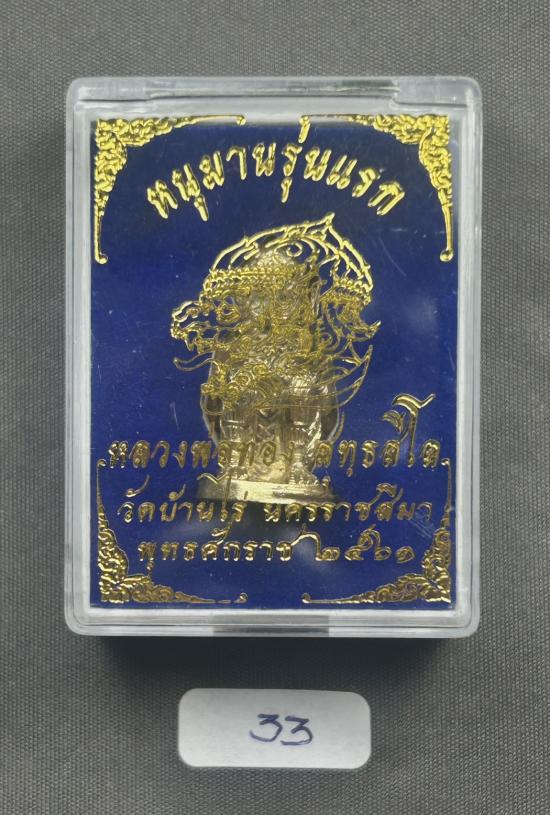 หนุมานรุ่นแรก
หลวงพ่อทอง สุทธสีโล
วัดบ้านไร่ นครราชสีมา
พุทธศักราช ๒๕๖๑
33